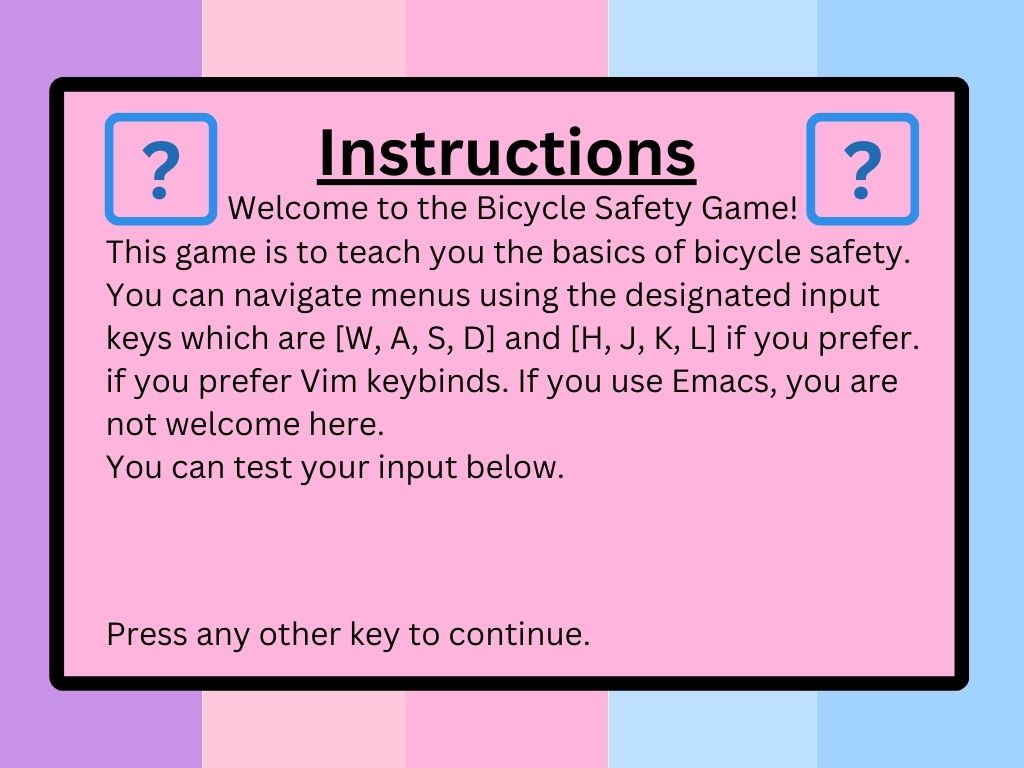 Instructions
? Welcome to the Bicycle Safety Game! ?
This game is to teach you the basics of bicycle safety.
You can navigate menus using the designated input
keys which are [W, A, S, D] and [H, J, K, L] if you prefer.
if you prefer Vim keybinds. If you use Emacs, you are
not welcome here.
You can test your input below.
Press any other key to continue.